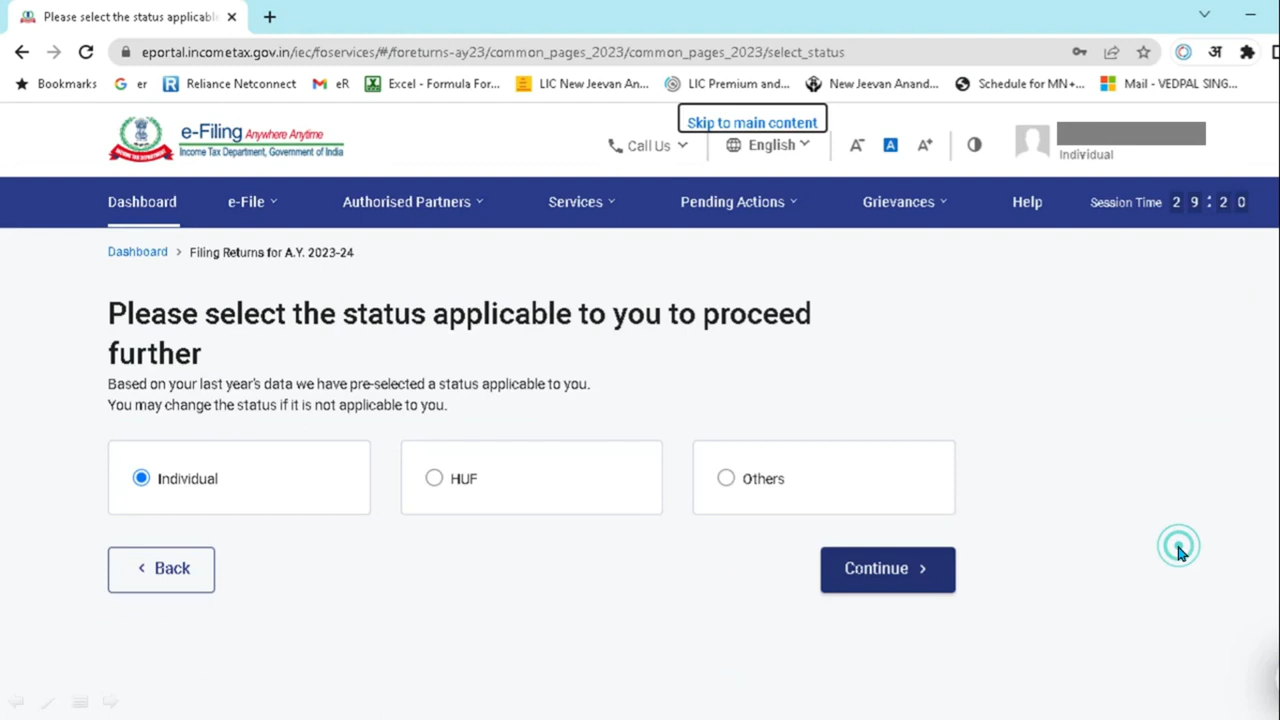 Please select the status applicabl
eportal.incometax.gov.in/iec/foservices/#/foreturns-ay23/common_pages_2023/common_pages_2023/select_status
अ
Bookmarks
er
Reliance Netconnect
eR
Excel - Formula For...
LIC New Jeevan An...
LIC Premium and...
New Jeevan Anand...
Schedule for MN+...
Mail - VEDPAL SING...
Skip to main content
e-Filing Anywhere Anytime
Income Tax Department, Government of India
Call Us
English
A-
A
A+
Individual
Dashboard
e-File
Authorised Partners
Services
Pending Actions
Grievances
Help
Session Time 2 9 : 2 0
Dashboard > Filing Returns for A.Y. 2023-24
Please select the status applicable to you to proceed
further
Based on your last year's data we have pre-selected a status applicable to you.
You may change the status if it is not applicable to you.
Individual
HUF
Others
< Back
Continue >